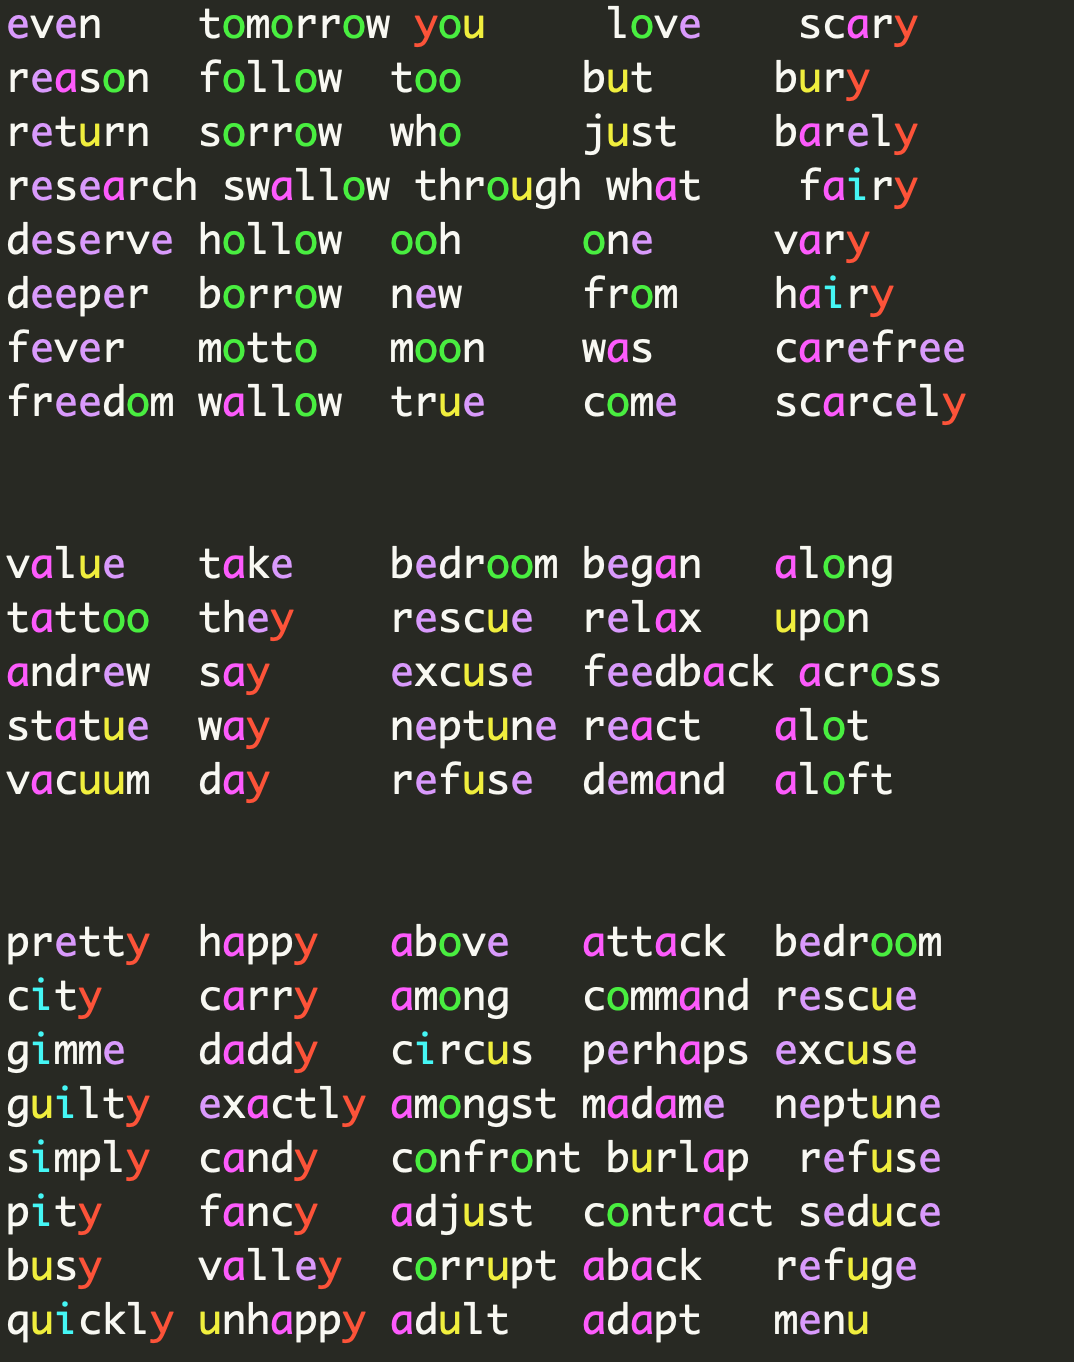 even tomorrow you love scary
reason follow too but bury
return sorrow who just barely
research swallow through what fairy
deserve hollow ooh one vary
deeper borrow new from hairy
fever motto moon was carefree
freedom wallow true come scarcely
value take bedroom began along
tattoo they rescue relax upon
andrew say excuse feedback across
statue way neptune react alot
vacuum day refuse demand aloft
pretty happy above attack bedroom
city carry among command rescue
gimme daddy circus perhaps excuse
guilty exactly amongst madame neptune
simply candy confront burlap refuse
pity fancy adjust contract seduce
busy valley corrupt aback refuge
quickly unhappy adult adapt menu